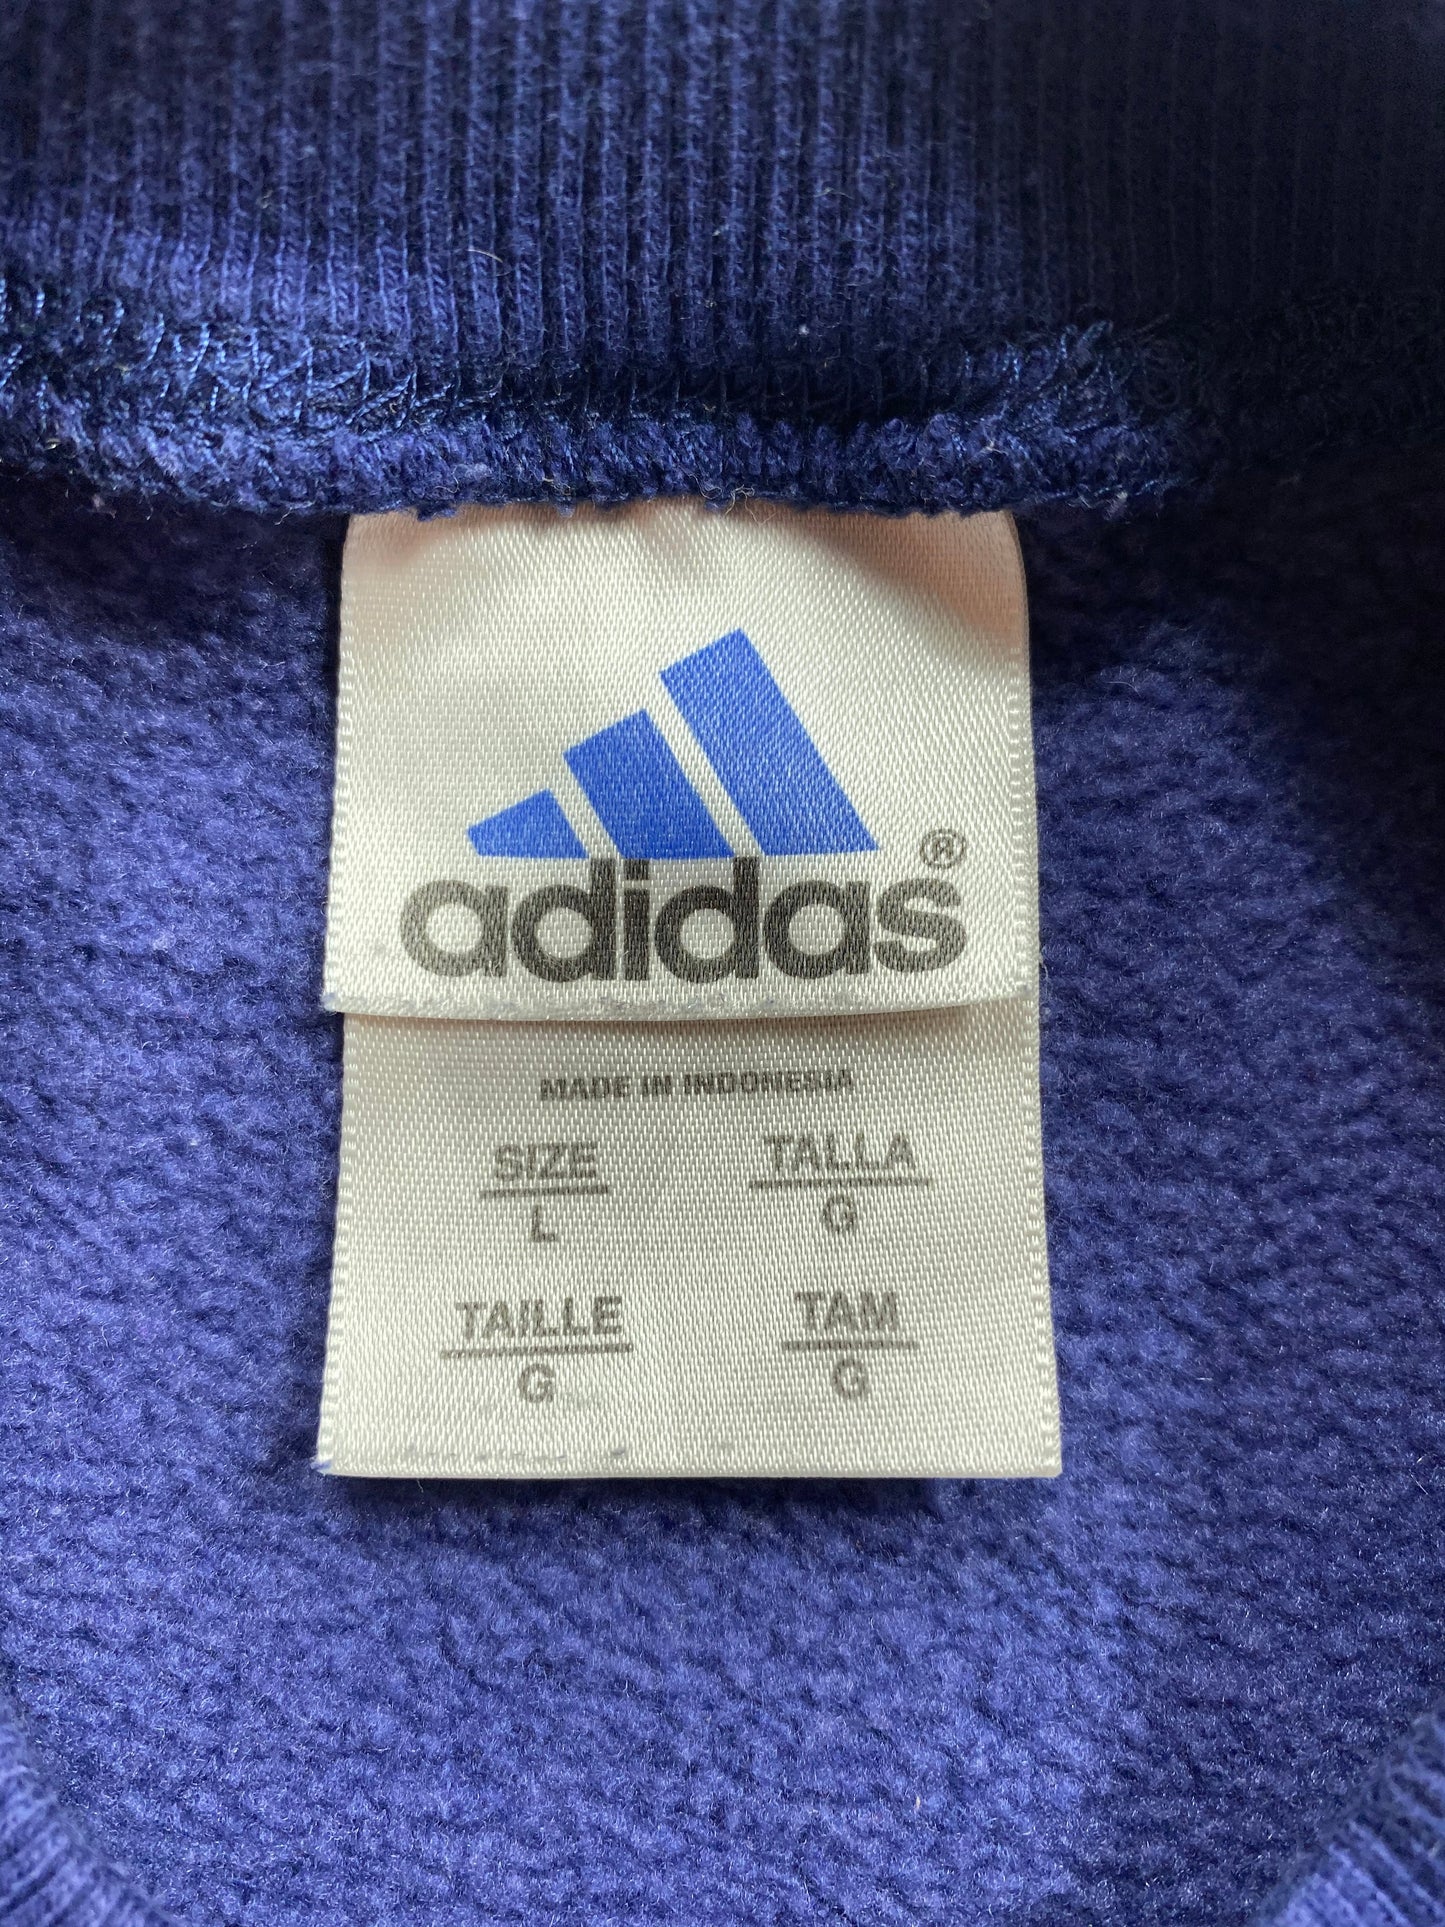 adidas®
MADE IN INDONESIA
SIZE TALLA
L G
TAILLE TAM
G G